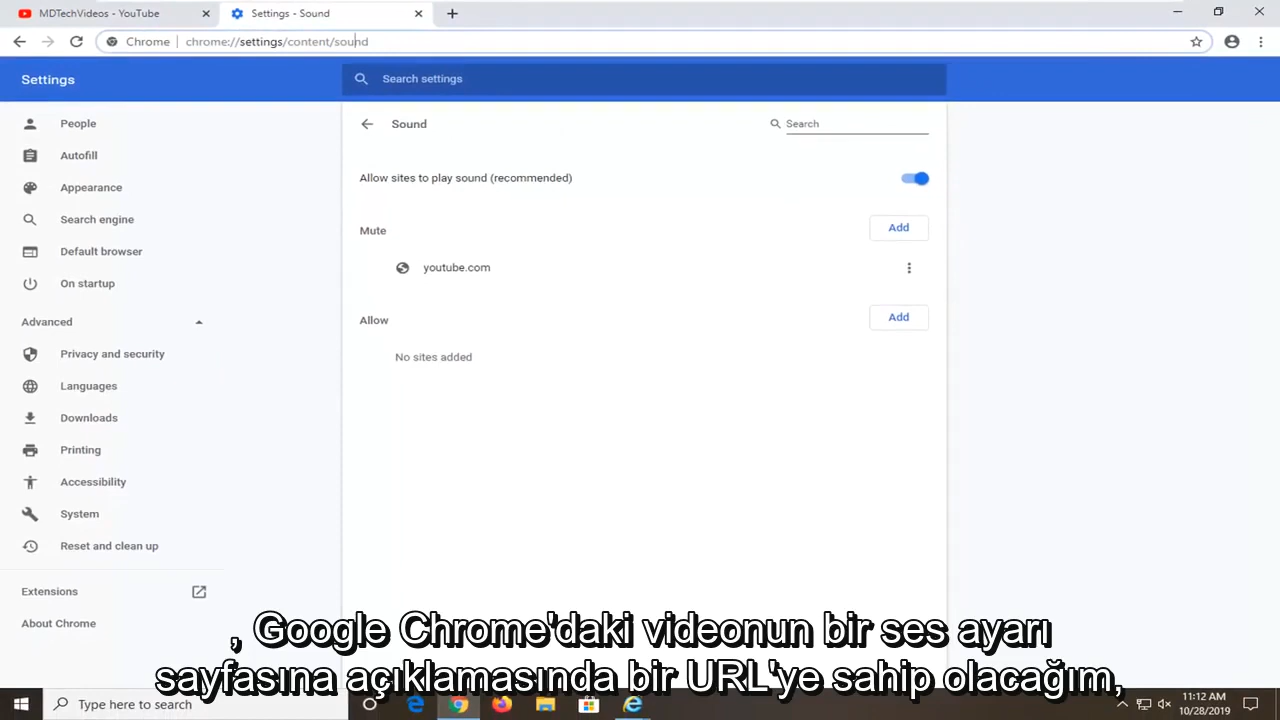 MDTechVideos - YouTube
Settings - Sound
Chrome
chrome://settings/content/sound
Settings
Search settings
People
Autofill
Appearance
Search engine
Default browser
On startup
Advanced
Privacy and security
Languages
Downloads
Printing
Accessibility
System
Reset and clean up
Extensions
About Chrome
Sound
Search
Allow sites to play sound (recommended)
Mute
Add
youtube.com
Allow
Add
No sites added
, Google Chrome'daki videonun bir ses ayarı
sayfasına açıklamasında bir URL'ye sahip olacağım,
Type here to search
11:12 AM
10/28/2019